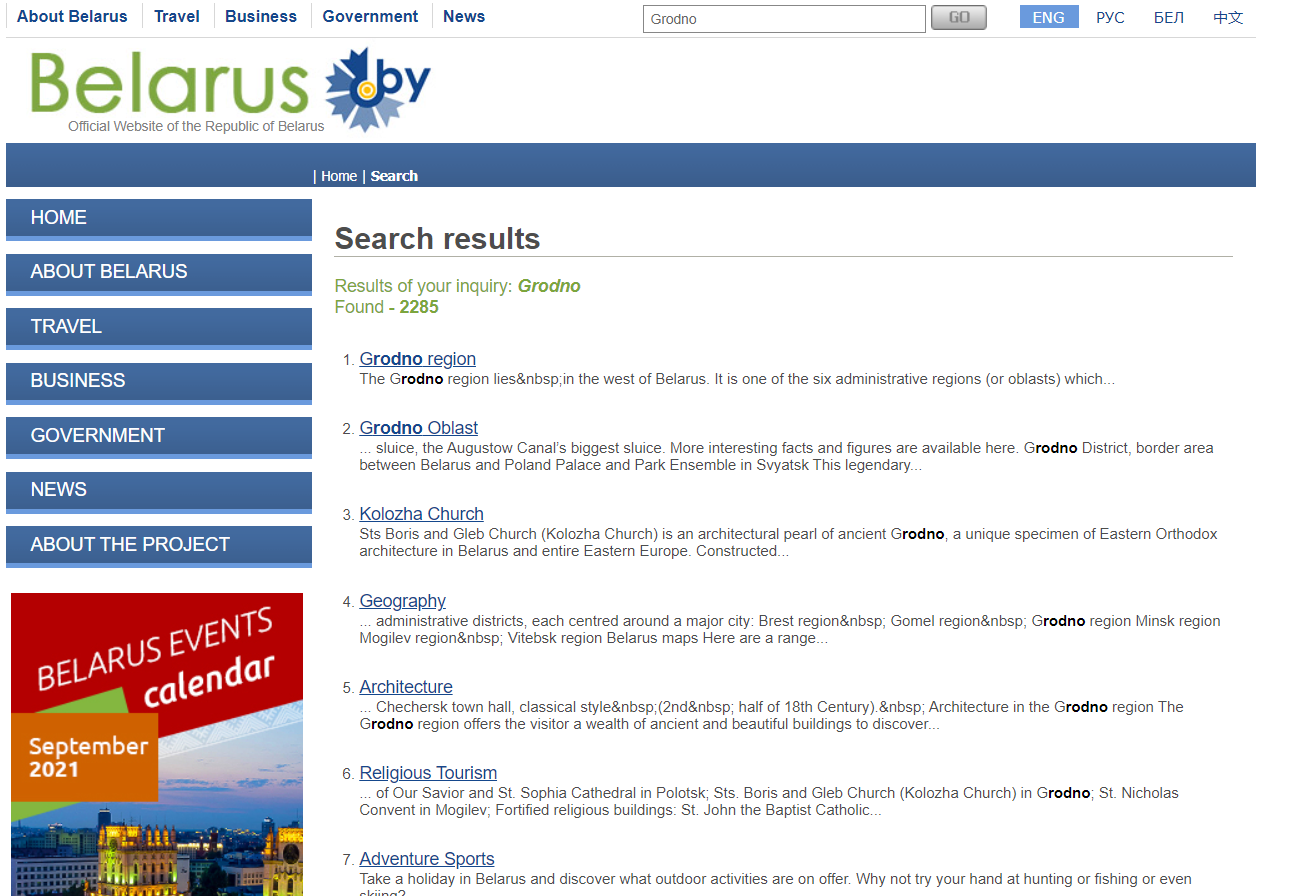 About Belarus
Travel
Business
Government
News
Grodno
GO
ENG
РУС
БЕЛ
中文
Belarus by
Official Website of the Republic of Belarus
| Home | Search
HOME
ABOUT BELARUS
TRAVEL
BUSINESS
GOVERNMENT
NEWS
ABOUT THE PROJECT
BELARUS EVENTS
calendar
September
2021
Search results
Results of your inquiry: Grodno
Found - 2285
1. Grodno region
The Grodno region lies&nbsp;in the west of Belarus. It is one of the six administrative regions (or oblasts) which...
2. Grodno Oblast
... sluice, the Augustow Canal’s biggest sluice. More interesting facts and figures are available here. Grodno District, border area
between Belarus and Poland Palace and Park Ensemble in Svyatsk This legendary...
3. Kolozha Church
Sts Boris and Gleb Church (Kolozha Church) is an architectural pearl of ancient Grodno, a unique specimen of Eastern Orthodox
architecture in Belarus and entire Eastern Europe. Constructed...
4. Geography
... administrative districts, each centred around a major city: Brest region&nbsp; Gomel region&nbsp; Grodno region Minsk region
Mogilev region&nbsp; Vitebsk region Belarus maps Here are a range...
5. Architecture
... Chechersk town hall, classical style&nbsp;(2nd&nbsp; half of 18th Century).&nbsp; Architecture in the Grodno region The
Grodno region offers the visitor a wealth of ancient and beautiful buildings to discover...
6. Religious Tourism
... of Our Savior and St. Sophia Cathedral in Polotsk; Sts. Boris and Gleb Church (Kolozha Church) in Grodno; St. Nicholas
Convent in Mogilev; Fortified religious buildings: St. John the Baptist Catholic...
7. Adventure Sports
Take a holiday in Belarus and discover what outdoor activities are on offer. Why not try your hand at hunting or fishing or even
skiing?